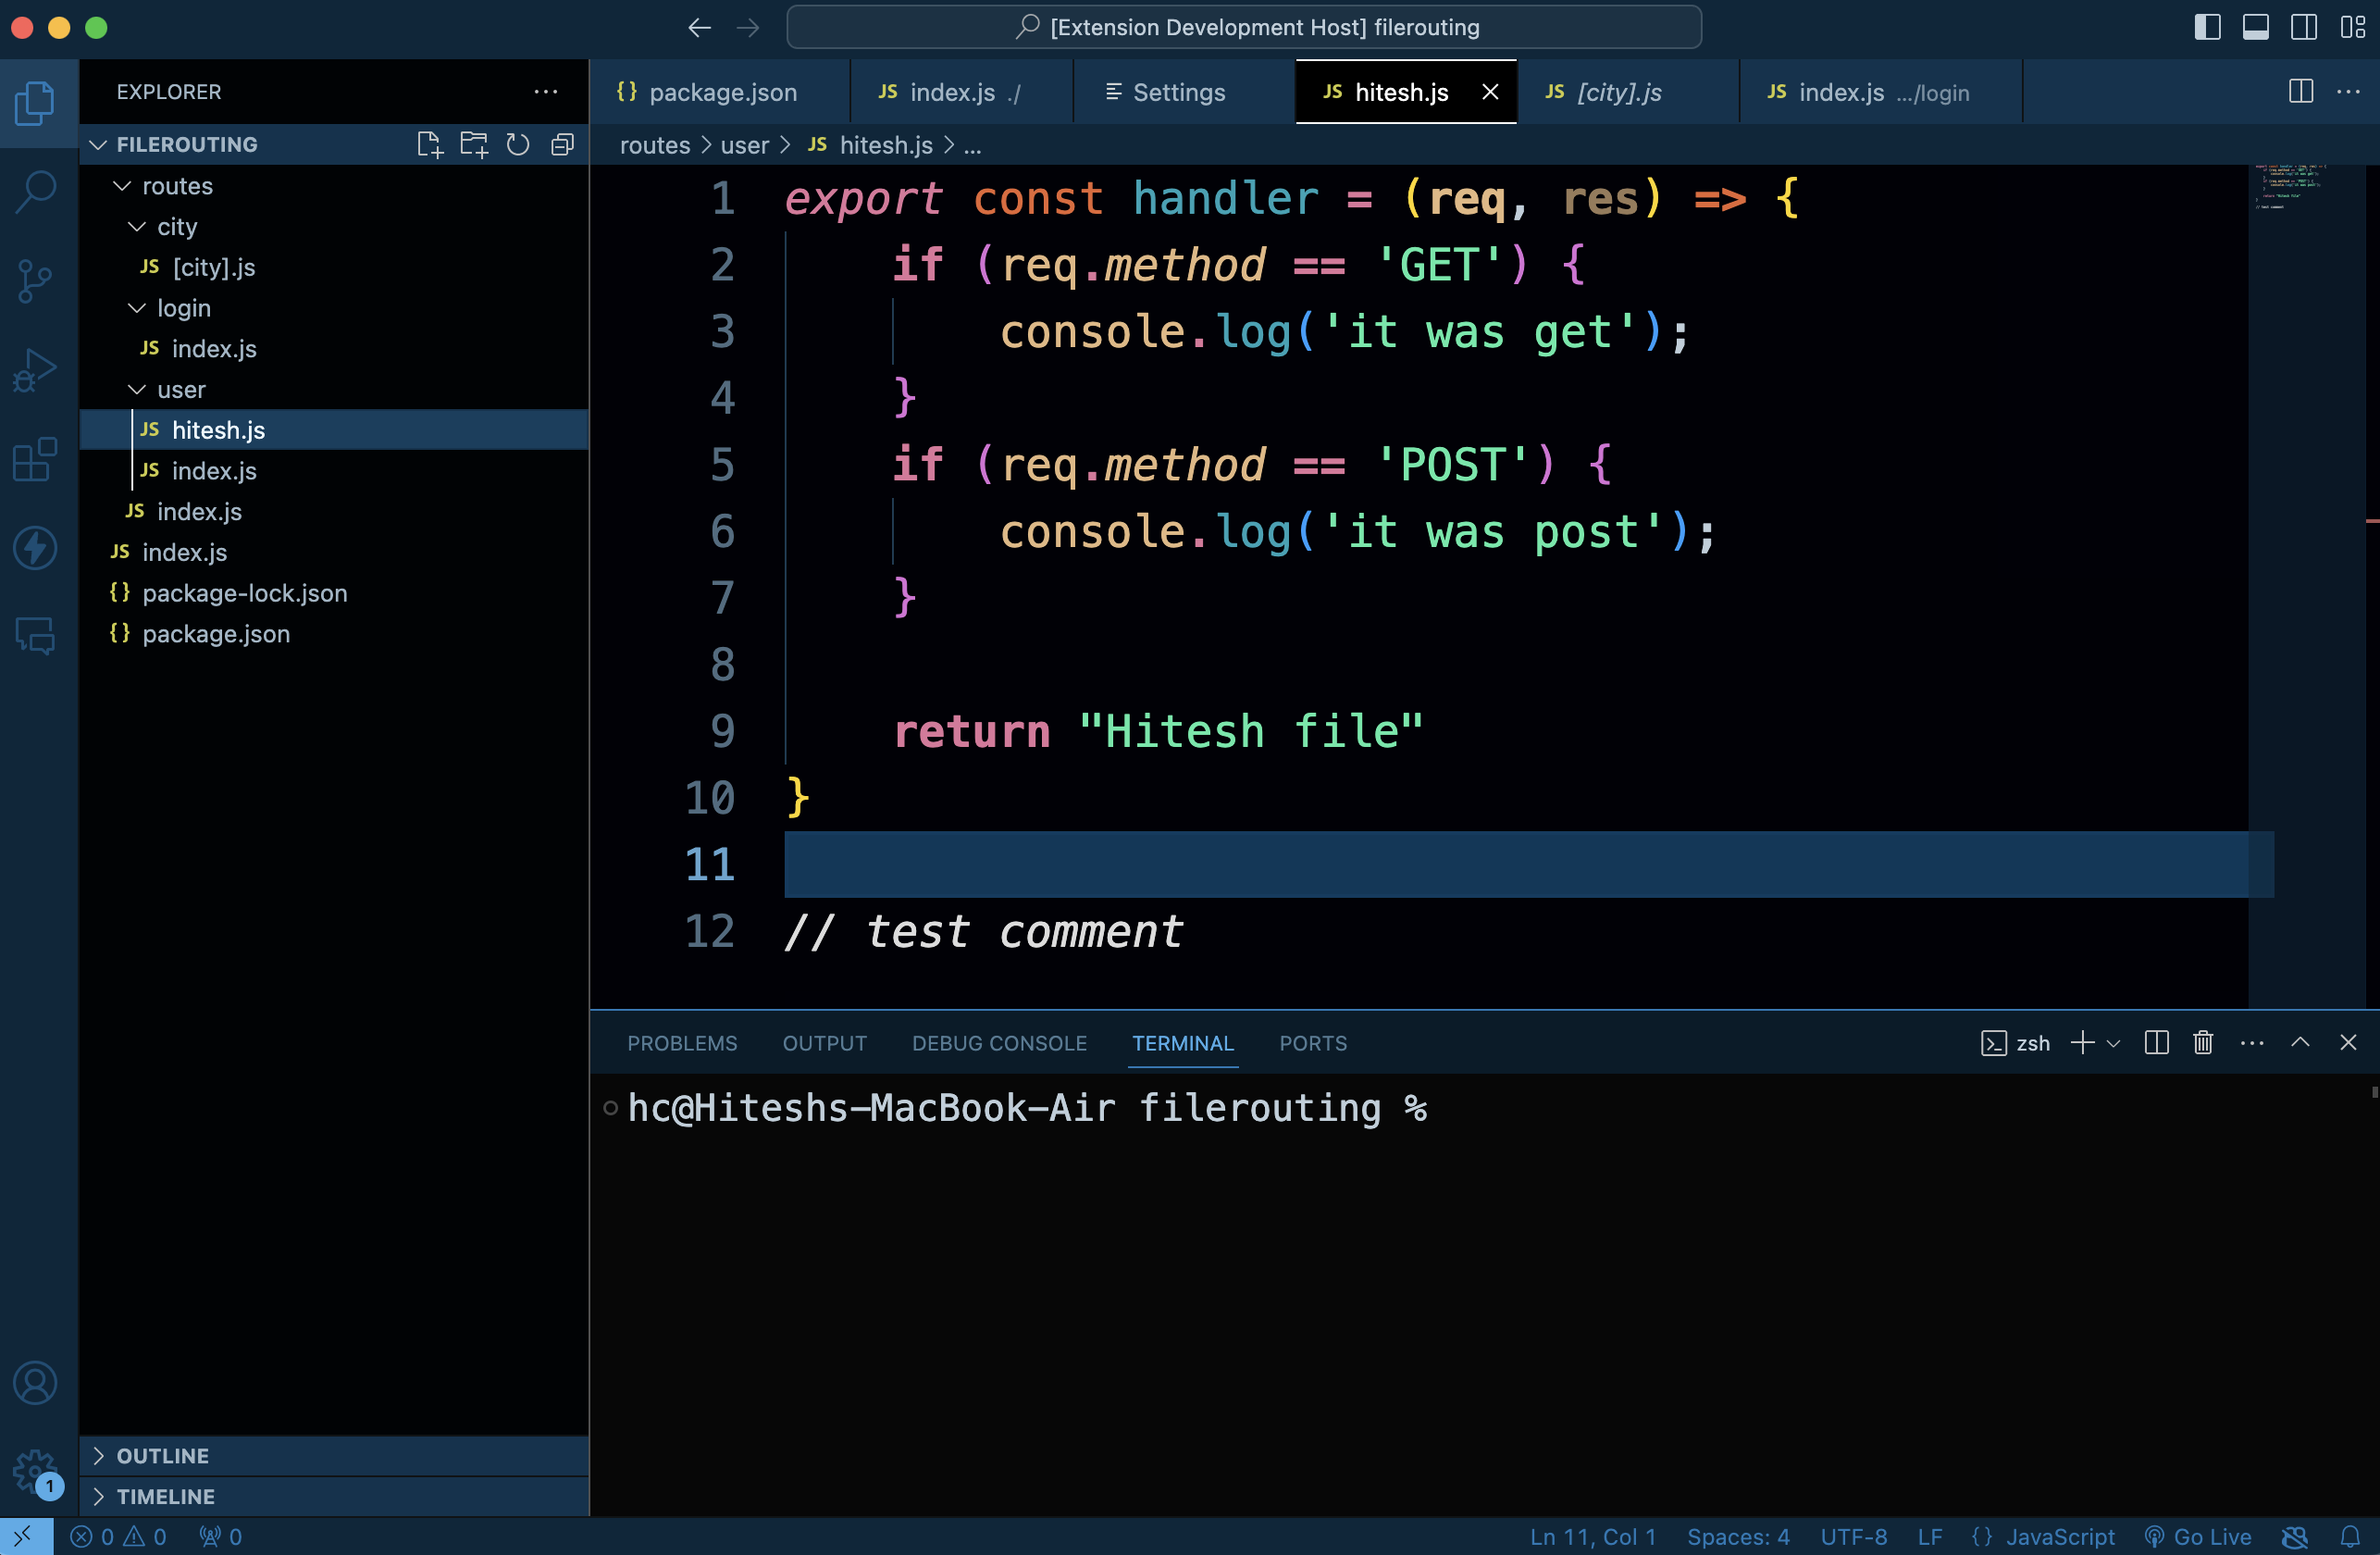 [Extension Development Host] filerouting
EXPLORER
{} package.json
JS index.js ./
Settings
JS hitesh.js
JS [city].js
JS index.js .../login
FILEROUTING
routes
city
JS [city].js
login
JS index.js
user
JS hitesh.js
JS index.js
JS index.js
JS index.js
{} package-lock.json
{} package.json
OUTLINE
TIMELINE
routes > user > JS hitesh.js > ...
1 export const handler = (req, res) => {
2 if (req.method == 'GET') {
3 console.log('it was get');
4 }
5 if (req.method == 'POST') {
6 console.log('it was post');
7 }
8
9 return "Hitesh file"
10 }
11
12 // test comment
PROBLEMS OUTPUT DEBUG CONSOLE TERMINAL PORTS
zsh
hc@Hiteshs-MacBook-Air filerouting %
1
0 0 0
Ln 11, Col 1 Spaces: 4 UTF-8 LF {} JavaScript Go Live